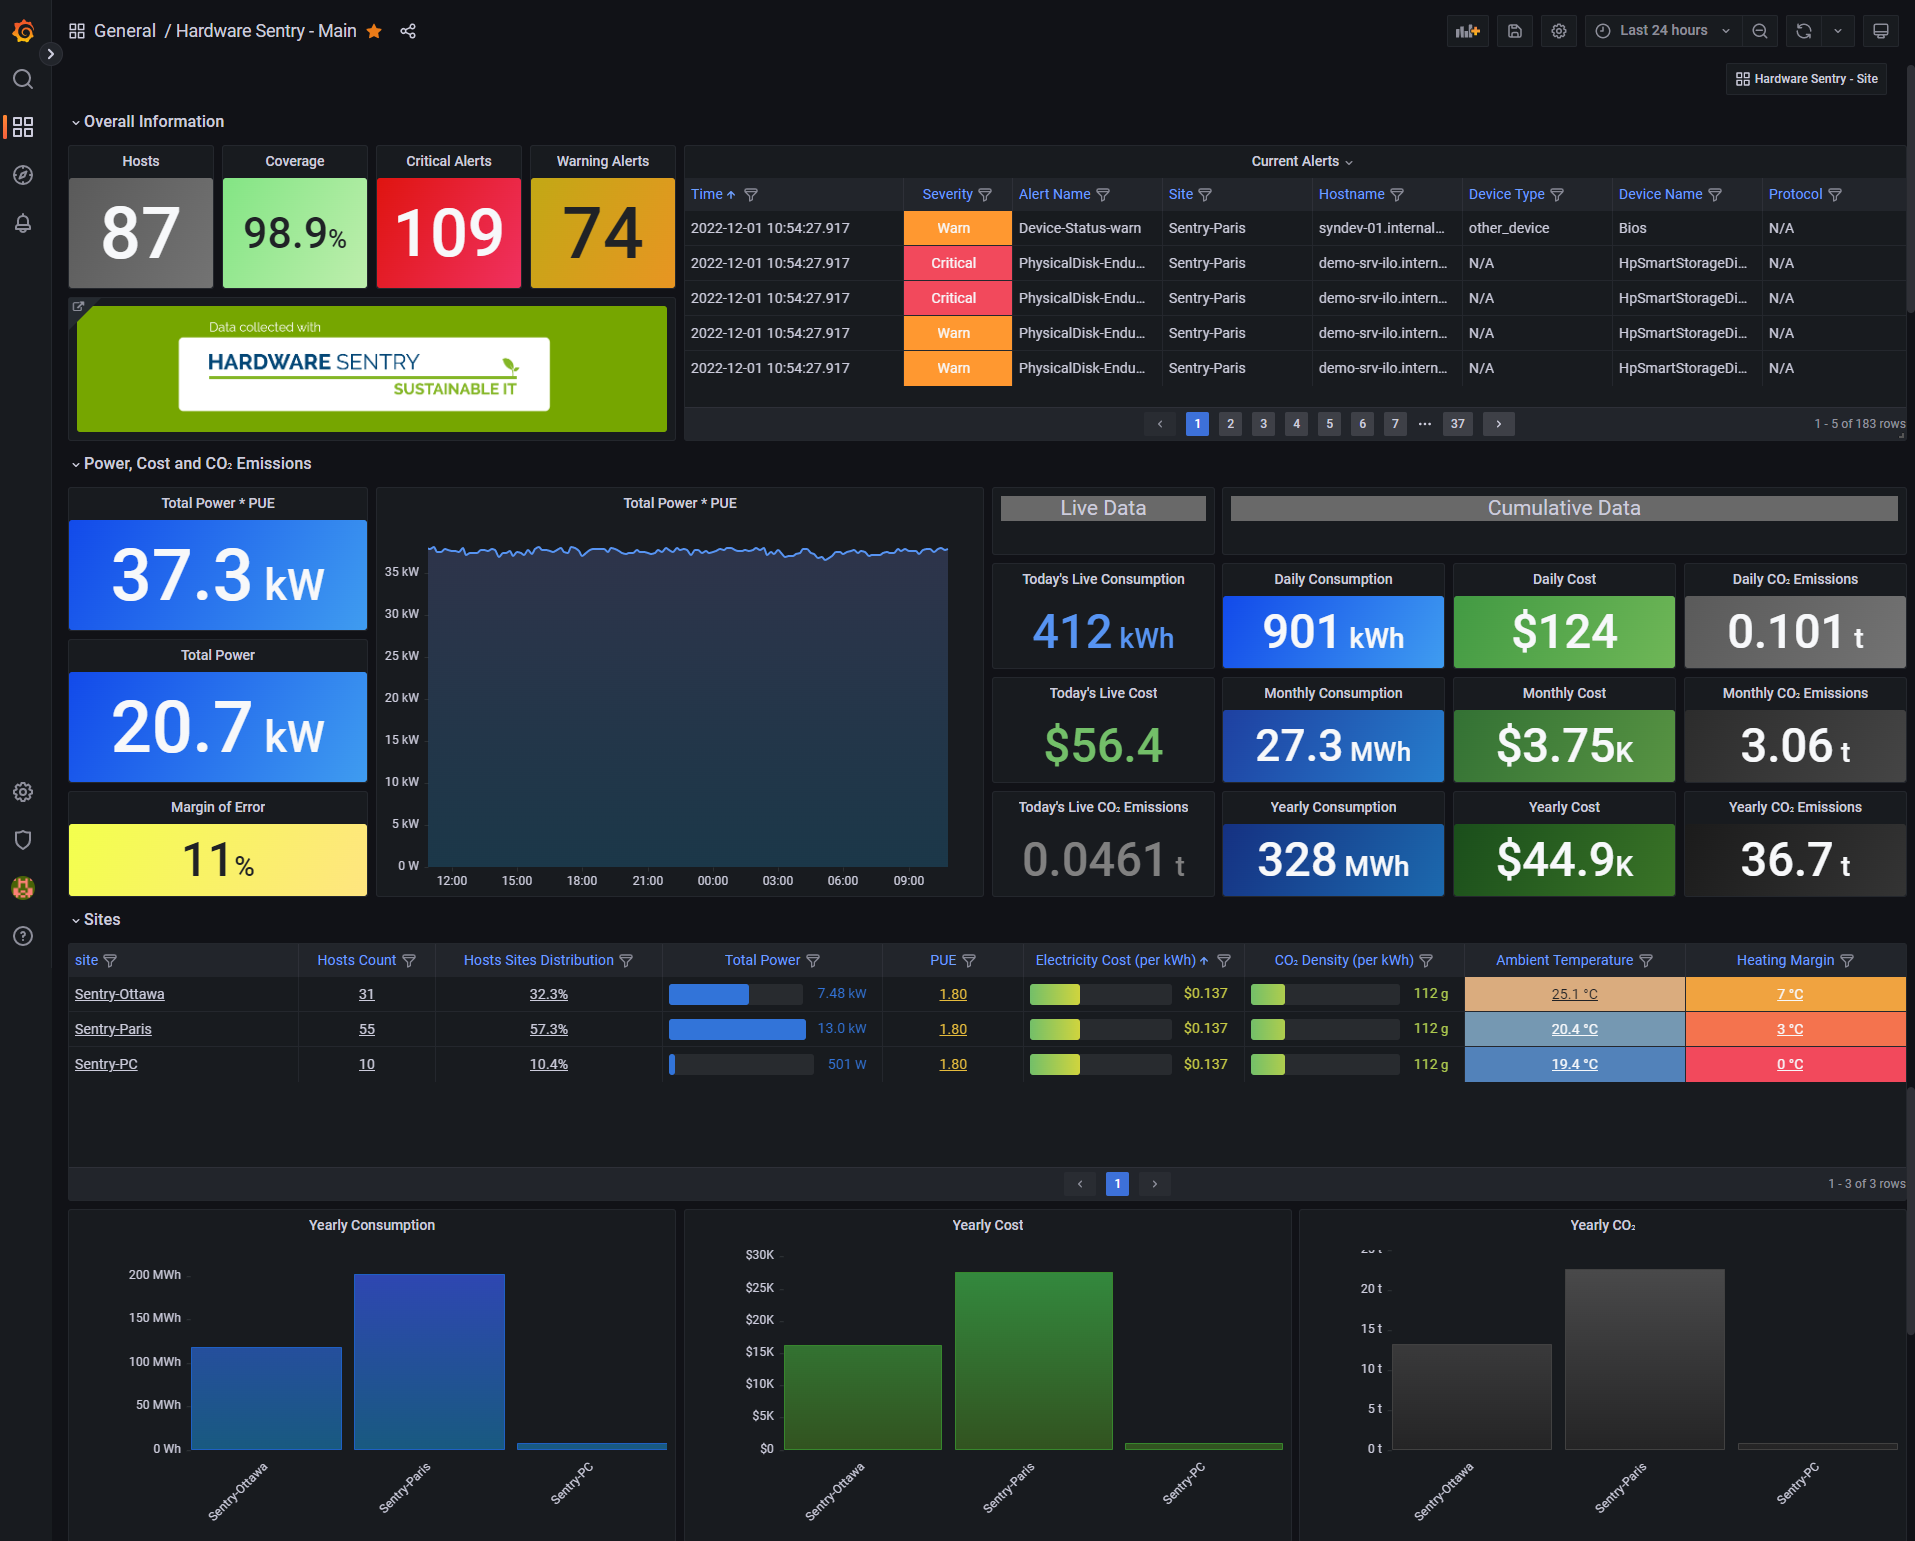 General / Hardware Sentry - Main
Last 24 hours
Hardware Sentry - Site
Overall Information
Hosts
87
Coverage
98.9%
Critical Alerts
109
Warning Alerts
74
Data collected with
HARDWARE SENTRY
SUSTAINABLE IT
Current Alerts
Time Severity Alert Name Site Hostname Device Type Device Name Protocol
2022-12-01 10:54:27.917 Warn Device-Status-warn Sentry-Paris syndev-01.internal... other_device Bios N/A
2022-12-01 10:54:27.917 Critical PhysicalDisk-Endu... Sentry-Paris demo-srv-ilo.intern... N/A HpSmartStorageDi... N/A
2022-12-01 10:54:27.917 Critical PhysicalDisk-Endu... Sentry-Paris demo-srv-ilo.intern... N/A HpSmartStorageDi... N/A
2022-12-01 10:54:27.917 Warn PhysicalDisk-Endu... Sentry-Paris demo-srv-ilo.intern... N/A HpSmartStorageDi... N/A
2022-12-01 10:54:27.917 Warn PhysicalDisk-Endu... Sentry-Paris demo-srv-ilo.intern... N/A HpSmartStorageDi... N/A
1 2 3 4 5 6 7 ... 37
1 - 5 of 183 rows
Power, Cost and CO₂ Emissions
Total Power * PUE
37.3 kW
Total Power
20.7 kW
Margin of Error
11%
Total Power * PUE
35 kW
30 kW
25 kW
20 kW
15 kW
10 kW
5 kW
0 W
12:00 15:00 18:00 21:00 00:00 03:00 06:00 09:00
Live Data
Cumulative Data
Today's Live Consumption
412 kWh
Daily Consumption
901 kWh
Daily Cost
$124
Daily CO₂ Emissions
0.101 t
Today's Live Cost
$56.4
Monthly Consumption
27.3 MWh
Monthly Cost
$3.75K
Monthly CO₂ Emissions
3.06 t
Today's Live CO₂ Emissions
0.0461 t
Yearly Consumption
328 MWh
Yearly Cost
$44.9K
Yearly CO₂ Emissions
36.7 t
Sites
site Hosts Count Hosts Sites Distribution Total Power PUE Electricity Cost (per kWh) CO₂ Density (per kWh) Ambient Temperature Heating Margin
Sentry-Ottawa 31 32.3% 7.48 kW 1.80 $0.137 112 g 25.1 °C 7 °C
Sentry-Paris 55 57.3% 13.0 kW 1.80 $0.137 112 g 20.4 °C 3 °C
Sentry-PC 10 10.4% 501 W 1.80 $0.137 112 g 19.4 °C 0 °C
1
1 - 3 of 3 rows
Yearly Consumption
200 MWh
150 MWh
100 MWh
50 MWh
0 Wh
Sentry-Ottawa Sentry-Paris Sentry-PC
Yearly Cost
$30K
$25K
$20K
$15K
$10K
$5K
$0
Sentry-Ottawa Sentry-Paris Sentry-PC
Yearly CO₂
20 t
15 t
10 t
5 t
0 t
Sentry-Ottawa Sentry-Paris Sentry-PC